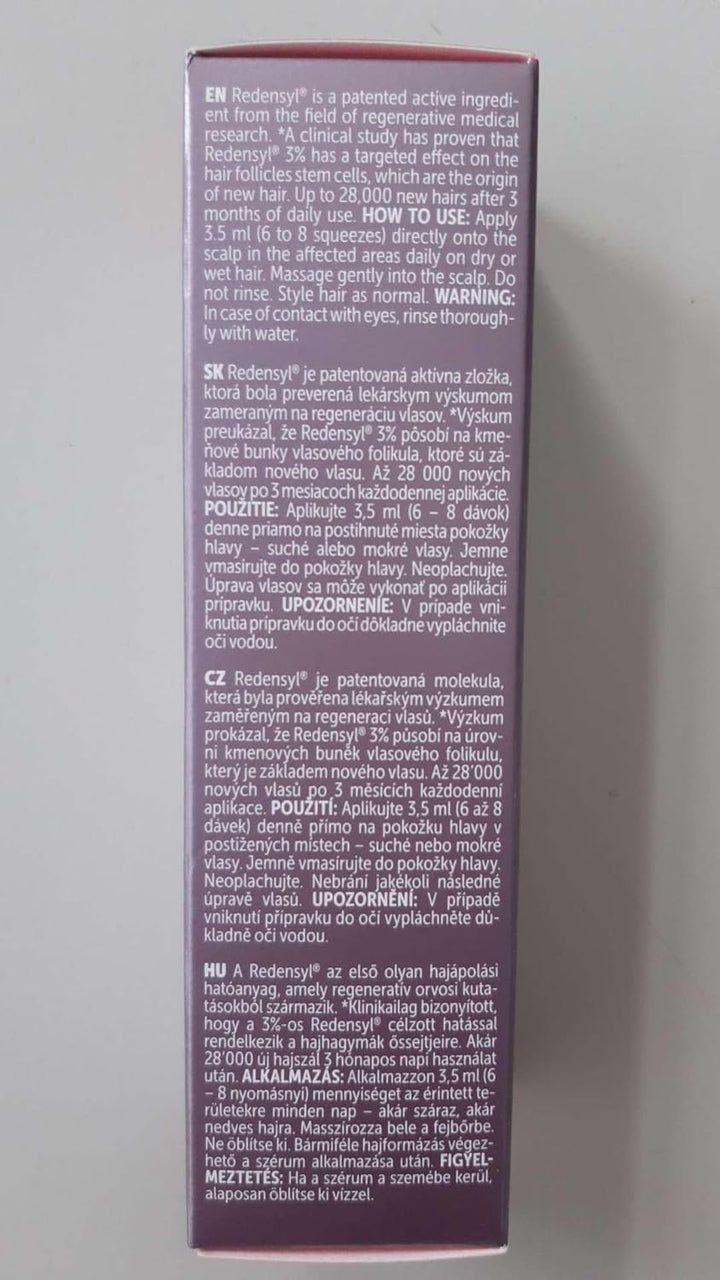 EN Redensyl® is a patented active ingredi-
ent from the field of regenerative medical
research. *A clinical study has proven that
Redensyl® 3% has a targeted effect on the
hair follicles stem cells, which are the origin
of new hair. Up to 28,000 new hairs after 3
months of daily use. HOW TO USE: Apply
3.5 ml (6 to 8 squeezes) directly onto the
scalp in the affected areas daily on dry or
wet hair. Massage gently into the scalp. Do
not rinse. Style hair as normal. WARNING:
In case of contact with eyes, rinse thorough-
ly with water.
SK Redensyl® je patentovaná aktívna zložka,
ktorá bola preverená lekárskym výskumom
zameraným na regeneráciu vlasov. *Výskum
preukázal, že Redensyl® 3% pôsobí na kme-
ňové bunky vlasového folikula, ktoré sú zá-
kladom nového vlasu. Až 28 000 nových
vlasov po 3 mesiacoch každodennej aplikácie.
POUŽITIE: Aplikujte 3,5 ml (6 – 8 dávok)
denne priamo na postihnuté miesta pokožky
hlavy – suché alebo mokré vlasy. Jemne
vmasírujte do pokožky hlavy. Neoplachujte.
Úprava vlasov sa môže vykonať po aplikácii
prípravku. UPOZORNENIE: V prípade vni-
knutia prípravku do očí dôkladne vypláchnite
oči vodou.
CZ Redensyl® je patentovaná molekula,
která byla prověřena lékařským výzkumem
zaměřeným na regeneraci vlasů. *Výzkum
prokázal, že Redensyl® 3% působí na úrov-
ni kmenových buněk vlasového folikulu,
který je základem nového vlasu. Až 28'000
nových vlasů po 3 měsících každodenní
aplikace. POUŽITÍ: Aplikujte 3,5 ml (6 až 8
dávek) denně přímo na pokožku hlavy v
postižených místech – suché nebo mokré
vlasy. Jemně vmasírujte do pokožky hlavy.
Neoplachujte. Nebrání jakékoli následné
úpravě vlasů. UPOZORNĚNÍ: V případě
vniknutí přípravku do očí vypláchněte dů-
kladně oči vodou.
HU A Redensyl® az első olyan hajápolási
hatóanyag, amely regeneratív orvosi kuta-
tásokból származik. *Klinikailag bizonyított,
hogy a 3%-os Redensyl® célzott hatással
rendelkezik a hajhagymák őssejtjeire. Akár
28'000 új hajszál 3 hónapos napi használat
után. ALKALMAZÁS: Alkalmazzon 3,5 ml (6
– 8 nyomásnyi) mennyiséget az érintett te-
rületekre minden nap – akár száraz, akár
nedves hajra. Masszírozza bele a fejbőrbe.
Ne öblítse ki. Bármiféle hajformázás végez-
hető a szérum alkalmazása után. FIGYEL-
MEZTETÉS: Ha a szérum a szemébe kerül,
alaposan öblítse ki vízzel.